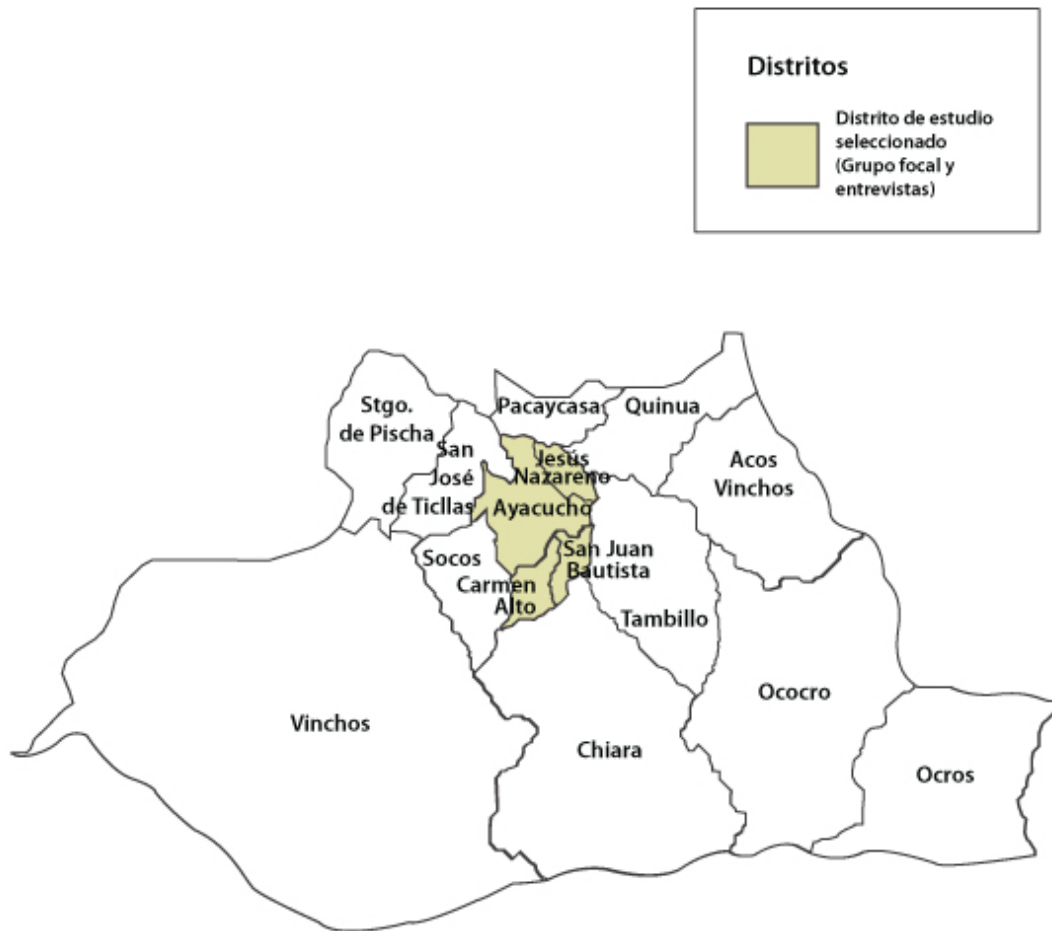 Distritos
Distrito de estudio
seleccionado
(Grupo focal y
entrevistas)
Stgo.
de Pischa
San
José
de Ticllas
Pacaycasa
Quinua
Jesús
Nazareno
Acos
Vinchos
Ayacucho
Socos
San Juan
Bautista
Carmen
Alto
Tambillo
Vinchos
Chiara
Ococro
Ocros